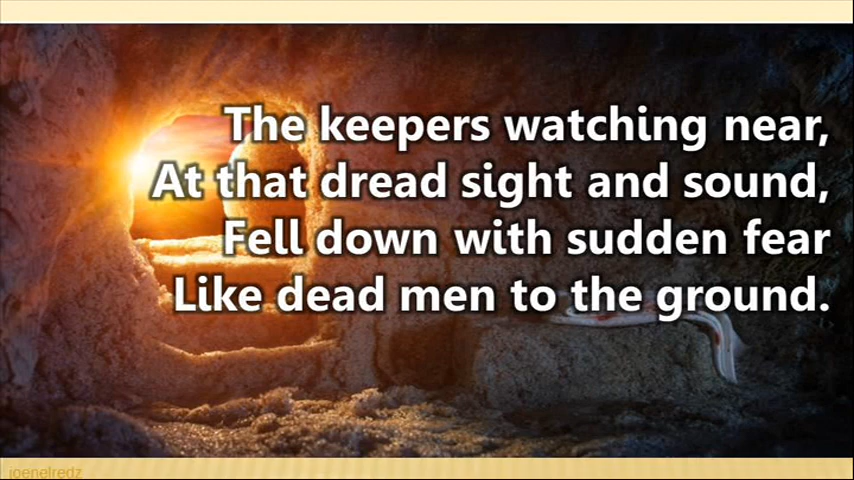 The keepers watching near,
At that dread sight and sound,
Fell down with sudden fear
Like dead men to the ground.
joenelredz